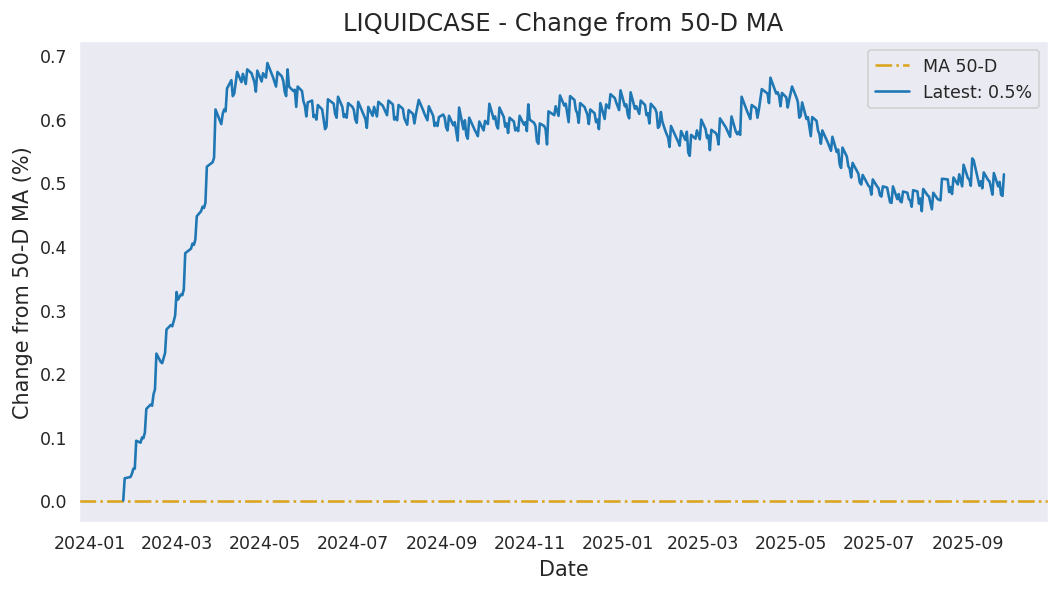 LIQUIDCASE - Change from 50-D MA
MA 50-D
Latest: 0.5%
Change from 50-D MA (%)
0.7
0.6
0.5
0.4
0.3
0.2
0.1
0.0
2024-01 2024-03 2024-05 2024-07 2024-09 2024-11 2025-01 2025-03 2025-05 2025-07 2025-09
Date